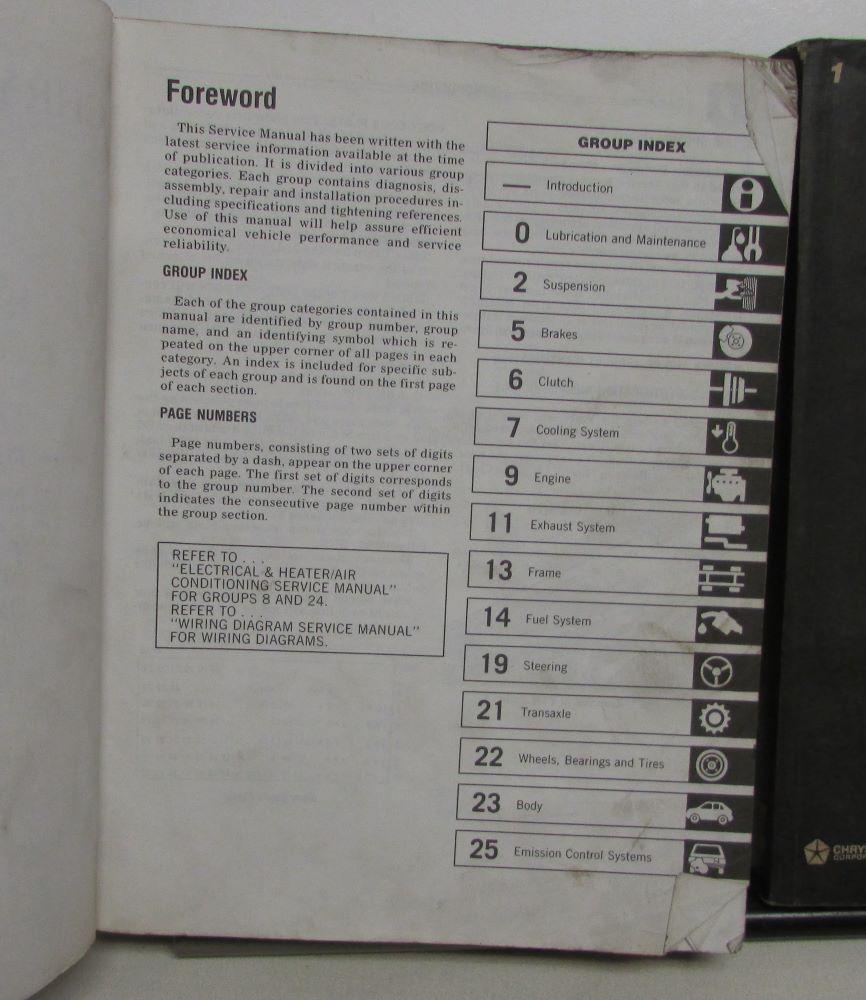 Foreword
This Service Manual has been written with the
latest service information available at the time
of publication. It is divided into various group
categories. Each group contains diagnosis, dis-
assembly, repair and installation procedures in-
cluding specifications and tightening references.
Use of this manual will help assure efficient
economical vehicle performance and service
reliability.
GROUP INDEX
Each of the group categories contained in this
manual are identified by group number, group
name, and an identifying symbol which is re-
peated on the upper corner of all pages in each
category. An index is included for specific sub-
jects of each group and is found on the first page
of each section.
PAGE NUMBERS
Page numbers, consisting of two sets of digits
separated by a dash, appear on the upper corner
of each page. The first set of digits corresponds
to the group number. The second set of digits
indicates the consecutive page number within
the group section.
REFER TO . . .
"ELECTRICAL & HEATER/AIR
CONDITIONING SERVICE MANUAL"
FOR GROUPS 8 AND 24.
REFER TO . . .
"WIRING DIAGRAM SERVICE MANUAL"
FOR WIRING DIAGRAMS.
GROUP INDEX
— Introduction
0 Lubrication and Maintenance
2 Suspension
5 Brakes
6 Clutch
7 Cooling System
9 Engine
11 Exhaust System
13 Frame
14 Fuel System
19 Steering
21 Transaxle
22 Wheels, Bearings and Tires
23 Body
25 Emission Control Systems
1
CHRYS
CORPOR